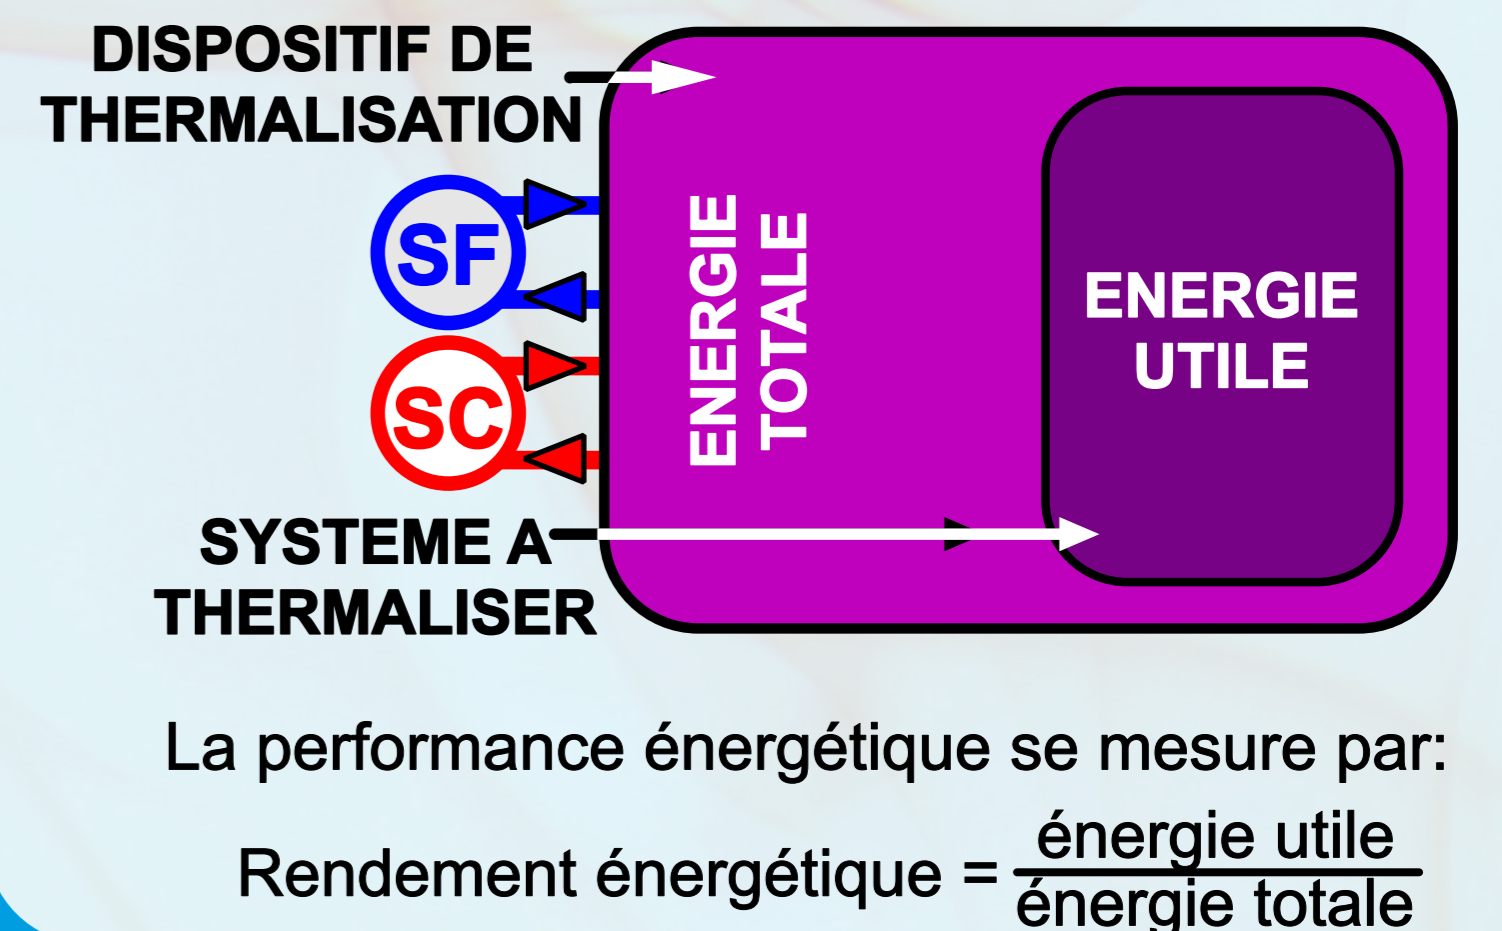 DISPOSITIF DE
THERMALISATION
SF
SC
ENERGIE
TOTALE
ENERGIE
UTILE
SYSTEME A
THERMALISER
La performance énergétique se mesure par:
Rendement énergétique = énergie utile
énergie totale